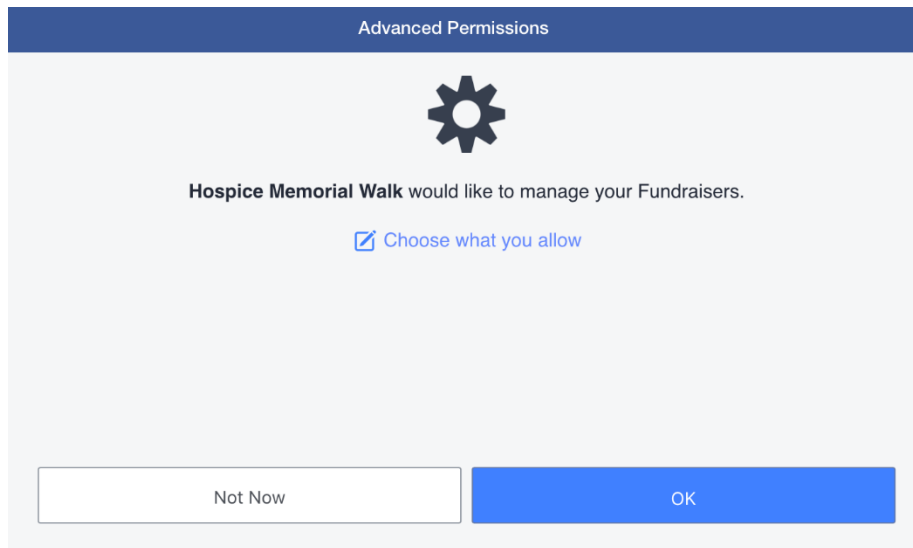 Advanced Permissions
Hospice Memorial Walk would like to manage your Fundraisers.
Choose what you allow
Not Now
OK